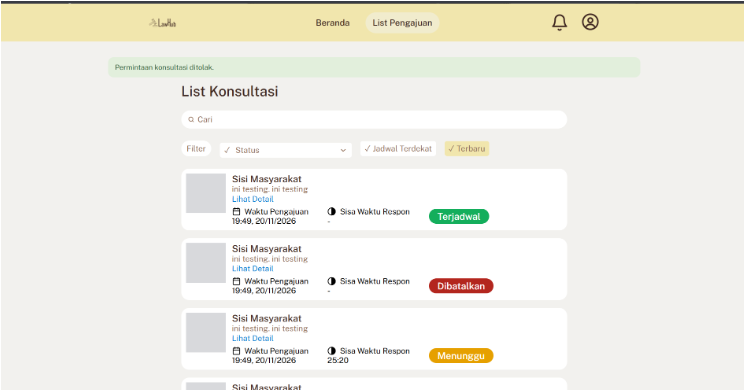 LawHut
Beranda
List Pengajuan
Permintaan konsultasi ditolak.
List Konsultasi
Cari
Filter
✓ Status
✓ Jadwal Terdekat
✓ Terbaru
Sisi Masyarakat
ini testing. ini testing
Lihat Detail
Waktu Pengajuan
19:49, 20/11/2026
Sisa Waktu Respon
-
Terjadwal
Sisi Masyarakat
ini testing. ini testing
Lihat Detail
Waktu Pengajuan
19:49, 20/11/2026
Sisa Waktu Respon
-
Dibatalkan
Sisi Masyarakat
ini testing. ini testing
Lihat Detail
Waktu Pengajuan
19:49, 20/11/2026
Sisa Waktu Respon
25:20
Menunggu
Sisi Masyarakat